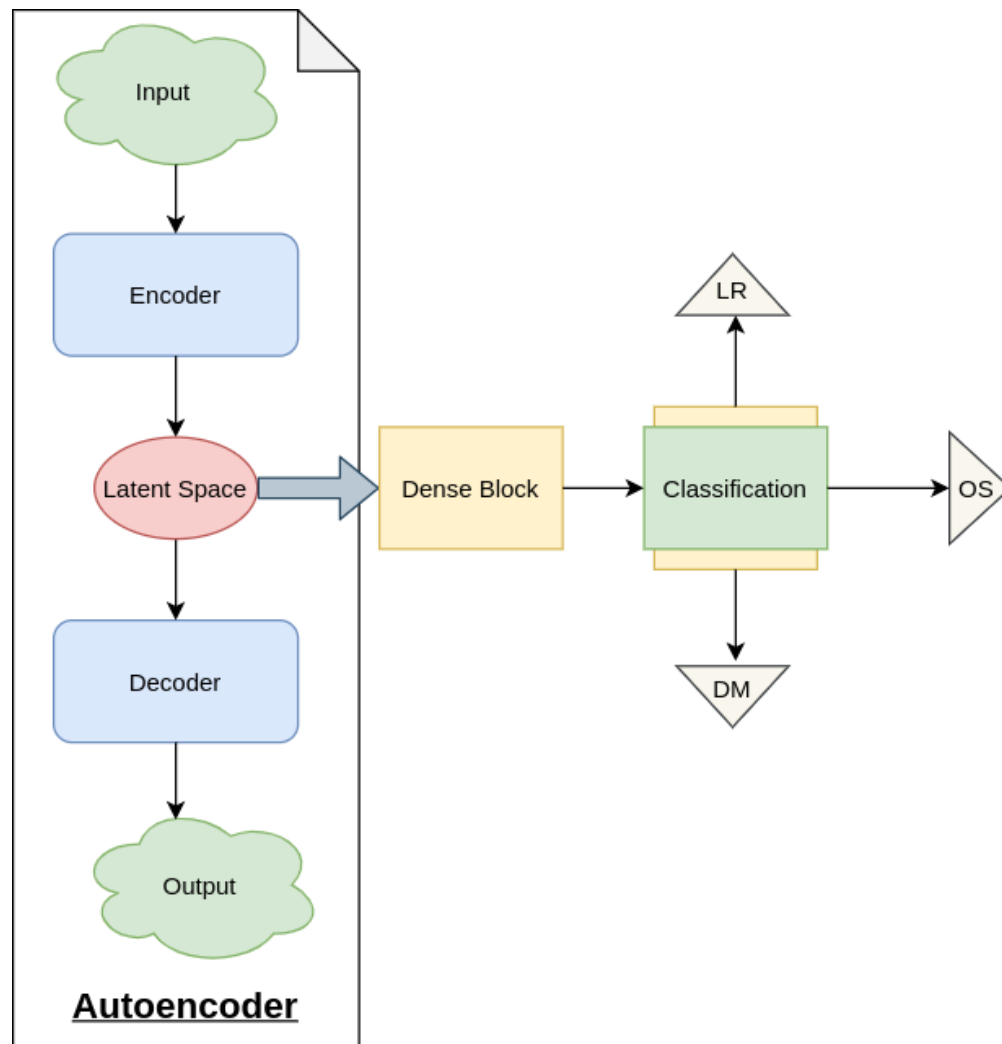 Input
Encoder
Latent Space
Decoder
Output
Autoencoder
Dense Block
Classification
LR
OS
DM